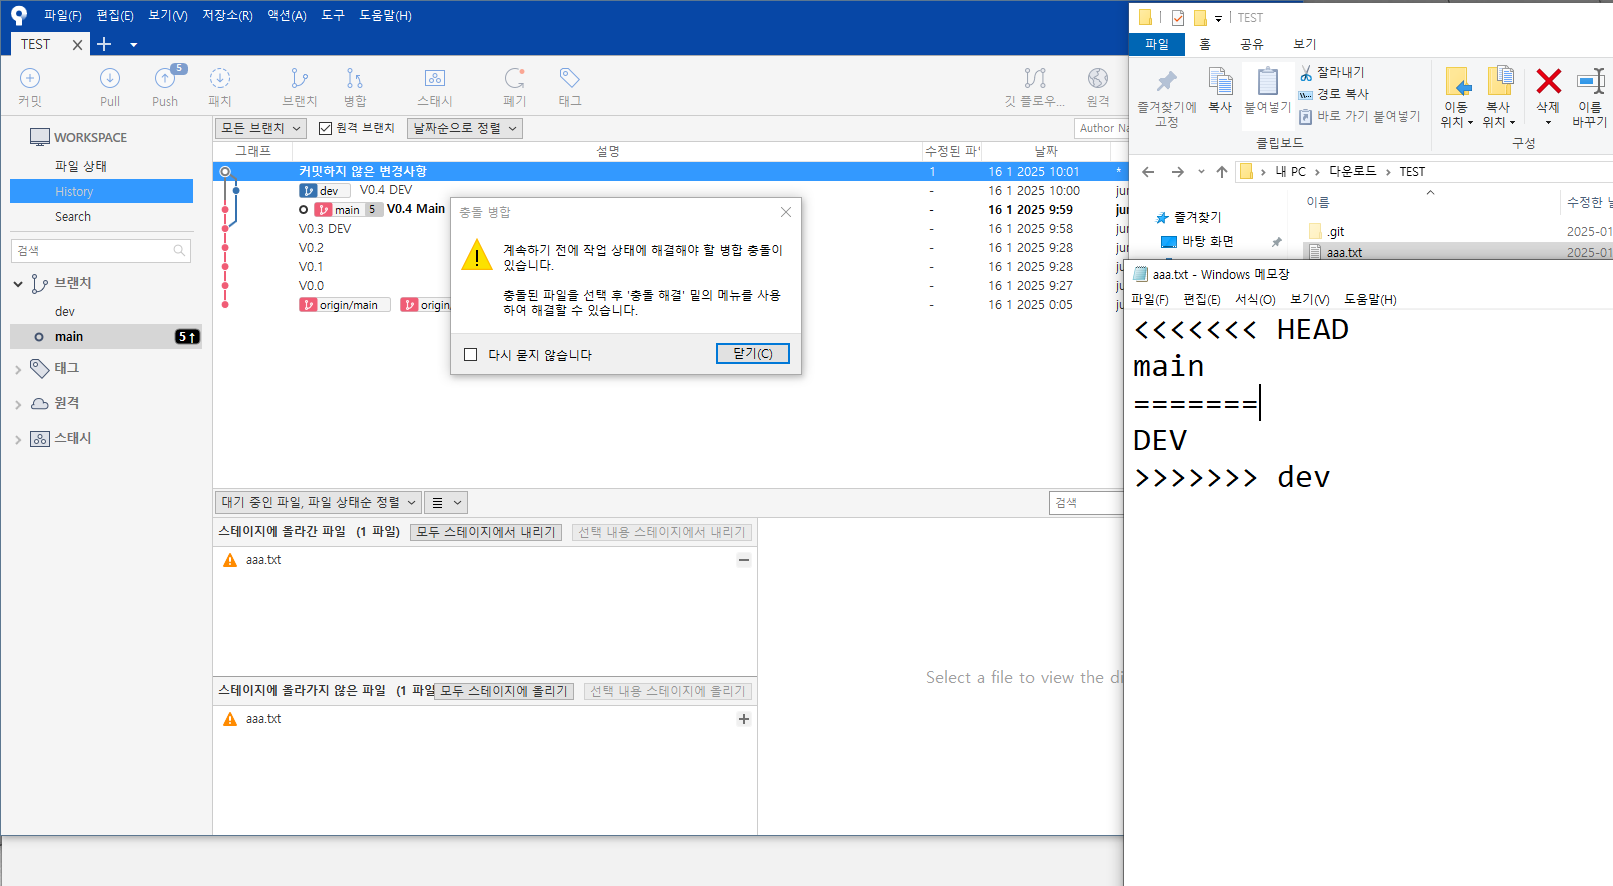 파일(F) 편집(E) 보기(V) 저장소(R) 액션(A) 도구 도움말(H)
TEST
커밋 Pull 5 Push 패치 브랜치 병합 스태시 폐기 태그 깃 플로우... 원격
WORKSPACE
파일 상태
History
Search
검색
브랜치
dev
main 5↑
태그
원격
스태시
모든 브랜치 원격 브랜치 날짜순으로 정렬 Author Na
그래프 설명 수정된 파 날짜
커밋하지 않은 변경사항 1 16 1 2025 10:01 *
dev V0.4 DEV - 16 1 2025 10:00 jur
main 5 V0.4 Main - 16 1 2025 9:59 jur
V0.3 DEV - 16 1 2025 9:58 jur
V0.2 - 16 1 2025 9:28 jur
V0.1 - 16 1 2025 9:28 jur
V0.0 - 16 1 2025 9:27 jur
origin/main origin, - 16 1 2025 0:05 ju
충돌 병합
계속하기 전에 작업 상태에 해결해야 할 병합 충돌이
있습니다.
충돌된 파일을 선택 후 '충돌 해결' 밑의 메뉴를 사용
하여 해결할 수 있습니다.
다시 묻지 않습니다 닫기(C)
대기 중인 파일, 파일 상태순 정렬 검색
스테이지에 올라간 파일 (1 파일) 모두 스테이지에서 내리기 선택 내용 스테이지에서 내리기
aaa.txt
스테이지에 올라가지 않은 파일 (1 파일 모두 스테이지에 올리기 선택 내용 스테이지에 올리기
aaa.txt
Select a file to view the di
TEST
파일 홈 공유 보기
즐겨찾기에
고정
복사
붙여넣기
잘라내기
경로 복사
바로 가기 붙여넣기
이동
위치
복사
위치
삭제
이름
바꾸기
클립보드 구성
내 PC 다운로드 TEST
이름 수정한 날
즐겨찾기
바탕 화면
.git 2025-01
aaa.txt 2025-01
aaa.txt - Windows 메모장
파일(F) 편집(E) 서식(O) 보기(V) 도움말(H)
<<<<<<< HEAD
main
=======
DEV
>>>>>>> dev